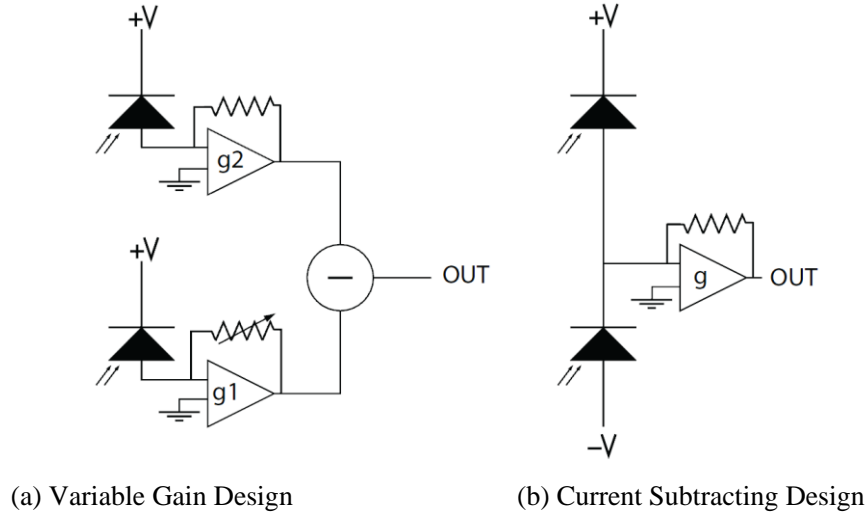 +V
g2
+V
g1
− OUT
(a) Variable Gain Design
+V
g OUT
−V
(b) Current Subtracting Design